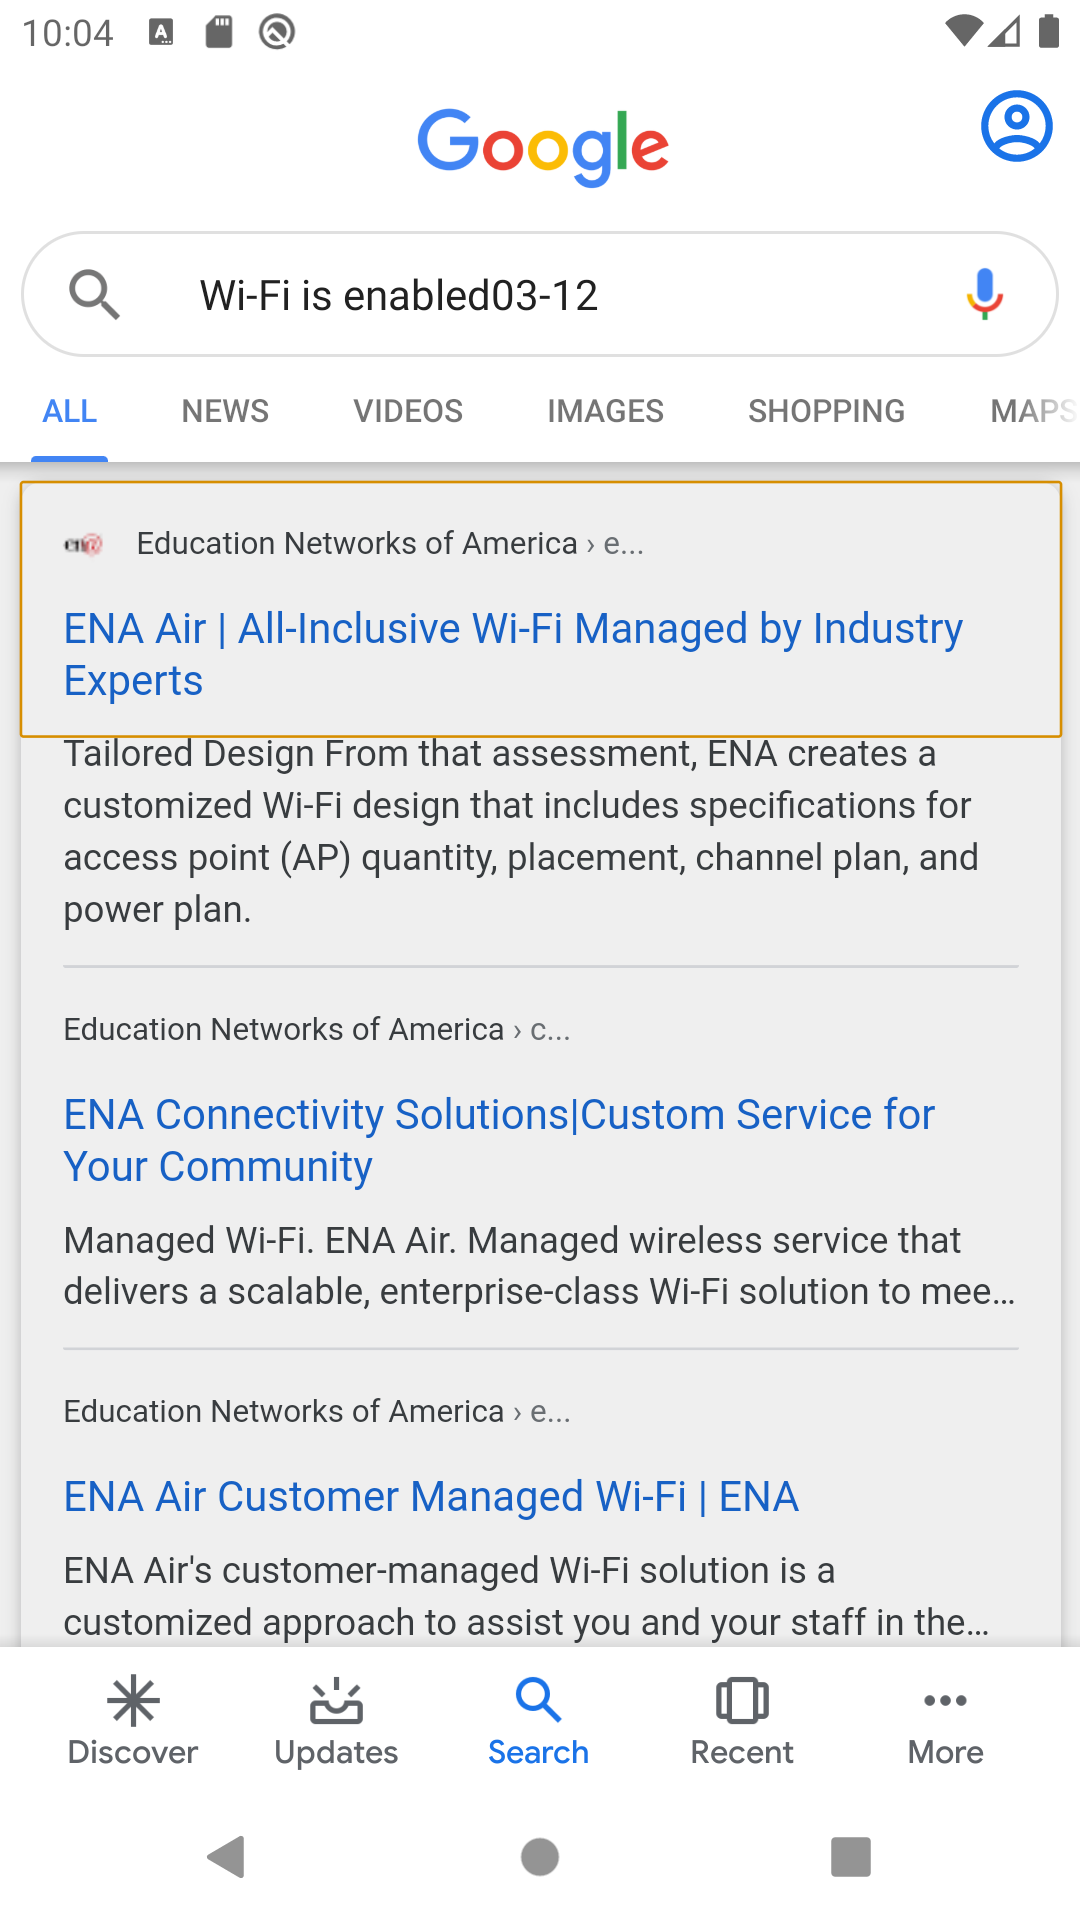 10:04
Google
Wi-Fi is enabled03-12
ALL NEWS VIDEOS IMAGES SHOPPING MAPS
en@ Education Networks of America › e...
ENA Air | All-Inclusive Wi-Fi Managed by Industry
Experts
Tailored Design From that assessment, ENA creates a
customized Wi-Fi design that includes specifications for
access point (AP) quantity, placement, channel plan, and
power plan.
Education Networks of America › c...
ENA Connectivity Solutions|Custom Service for
Your Community
Managed Wi-Fi. ENA Air. Managed wireless service that
delivers a scalable, enterprise-class Wi-Fi solution to mee...
Education Networks of America › e...
ENA Air Customer Managed Wi-Fi | ENA
ENA Air's customer-managed Wi-Fi solution is a
customized approach to assist you and your staff in the...
Discover Updates Search Recent More